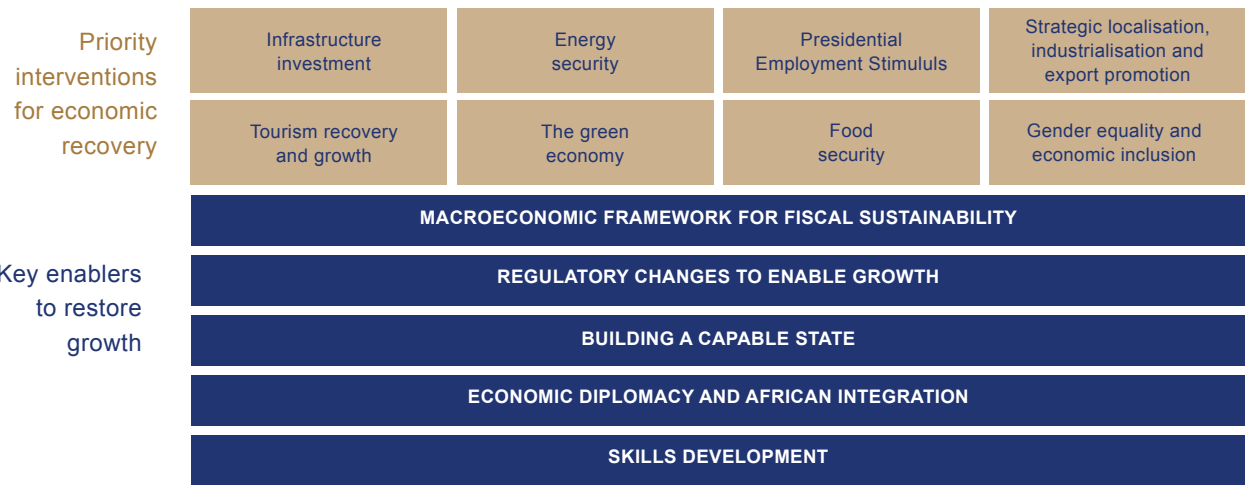 Priority
interventions
for economic
recovery
Infrastructure
investment
Energy
security
Presidential
Employment Stimululs
Strategic localisation,
industrialisation and
export promotion
Tourism recovery
and growth
The green
economy
Food
security
Gender equality and
economic inclusion
Key enablers
to restore
growth
MACROECONOMIC FRAMEWORK FOR FISCAL SUSTAINABILITY
REGULATORY CHANGES TO ENABLE GROWTH
BUILDING A CAPABLE STATE
ECONOMIC DIPLOMACY AND AFRICAN INTEGRATION
SKILLS DEVELOPMENT